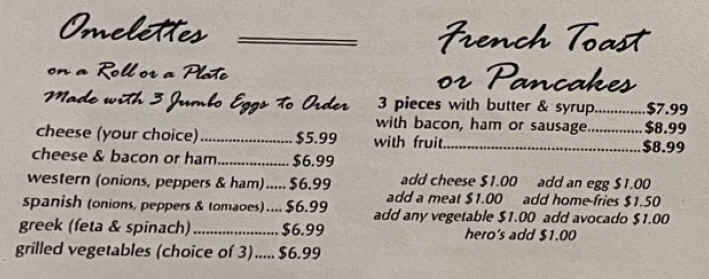 Omelettes
on a Roll or a Plate
Made with 3 Jumbo Eggs To Order
cheese (your choice)....................... $5.99
cheese & bacon or ham.................. $6.99
western (onions, peppers & ham)..... $6.99
spanish (onions, peppers & tomaoes).... $6.99
greek (feta & spinach)...................... $6.99
grilled vegetables (choice of 3)..... $6.99
French Toast
or Pancakes
3 pieces with butter & syrup.............$7.99
with bacon, ham or sausage..............$8.99
with fruit..................................................$8.99
add cheese $1.00 add an egg $1.00
add a meat $1.00 add home-fries $1.50
add any vegetable $1.00 add avocado $1.00
hero's add $1.00